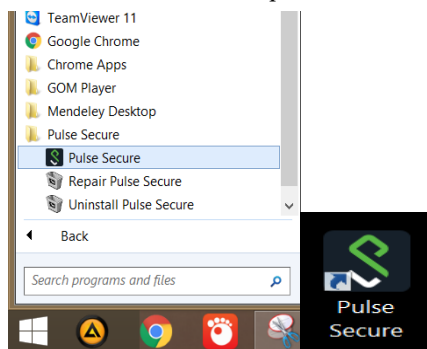 TeamViewer 11
Google Chrome
Chrome Apps
GOM Player
Mendeley Desktop
Pulse Secure
Pulse Secure
Repair Pulse Secure
Uninstall Pulse Secure
Back
Search programs and files
Pulse
Secure